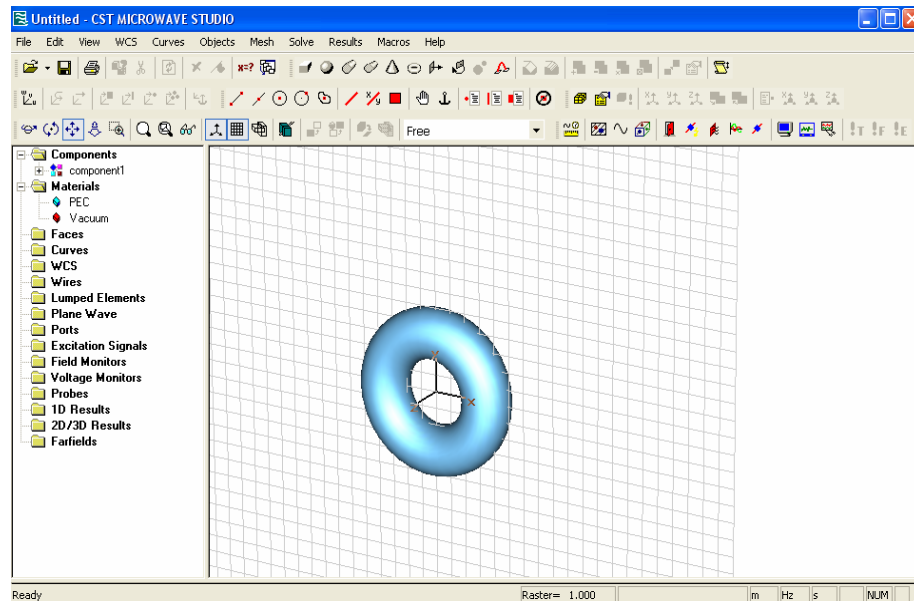 Untitled - CST MICROWAVE STUDIO
File Edit View WCS Curves Objects Mesh Solve Results Macros Help
x=?
Free
!T !F !E
Components
component1
Materials
PEC
Vacuum
Faces
Curves
WCS
Wires
Lumped Elements
Plane Wave
Ports
Excitation Signals
Field Monitors
Voltage Monitors
Probes
1D Results
2D/3D Results
Farfields
x
Ready Raster= 1.000 m Hz s NUM